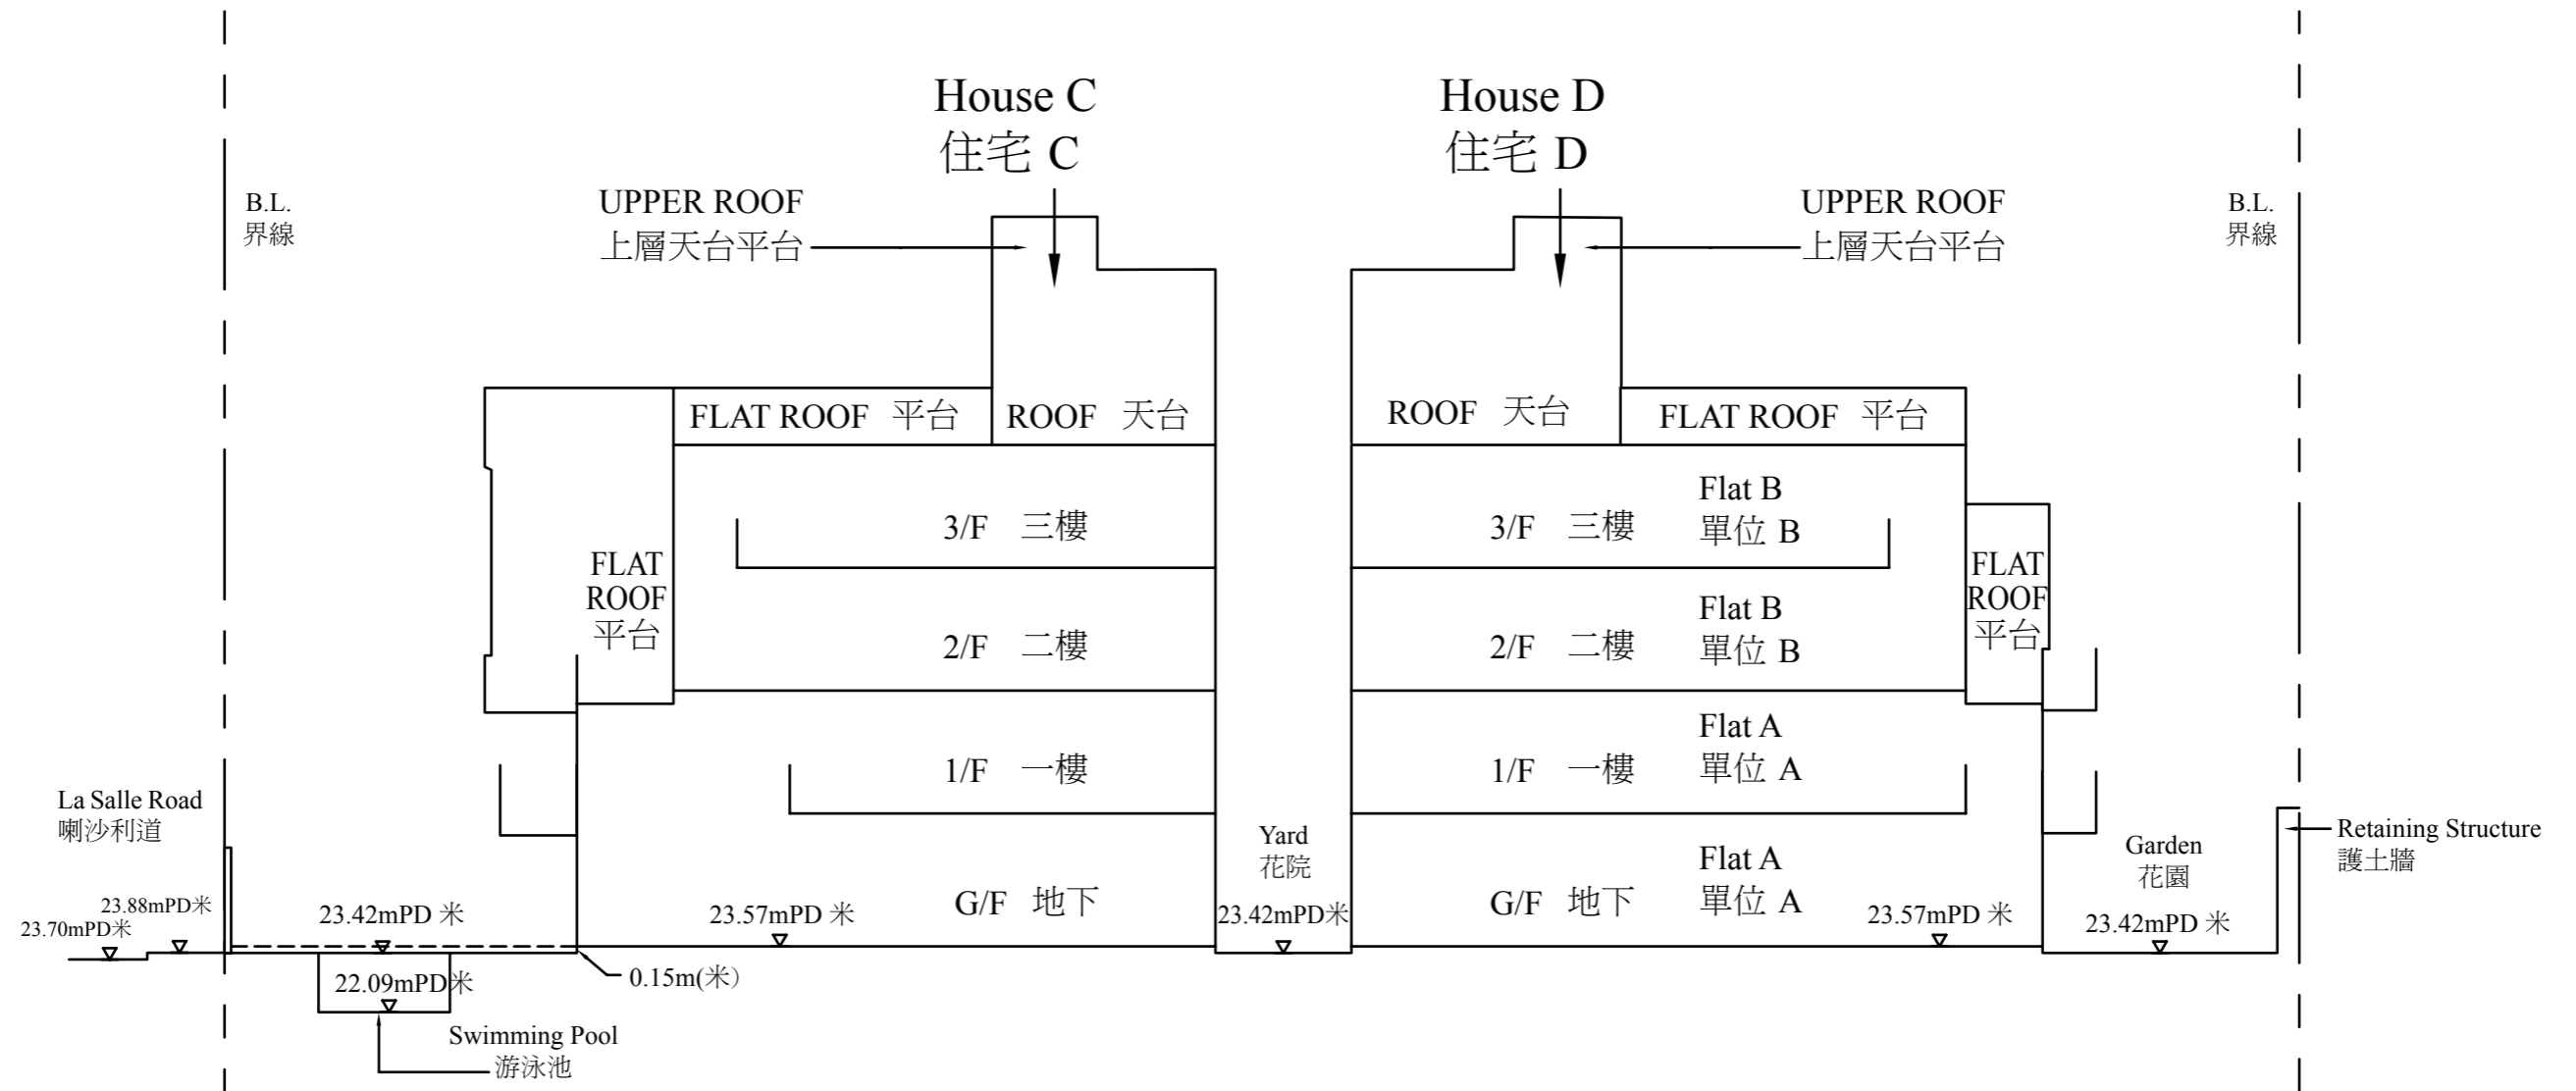 House C
住宅 C
House D
住宅 D
B.L.
界線
UPPER ROOF
上層天台平台
UPPER ROOF
上層天台平台
B.L.
界線
FLAT ROOF 平台
ROOF 天台
ROOF 天台
FLAT ROOF 平台
3/F 三樓
3/F 三樓
Flat B
單位 B
FLAT
ROOF
平台
FLAT
ROOF
平台
2/F 二樓
2/F 二樓
Flat B
單位 B
1/F 一樓
1/F 一樓
Flat A
單位 A
La Salle Road
喇沙利道
Yard
花院
Garden
花園
Retaining Structure
護土牆
G/F 地下
G/F 地下
Flat A
單位 A
23.70mPD米
23.88mPD米
23.42mPD 米
23.57mPD 米
23.42mPD米
23.57mPD 米
23.42mPD 米
22.09mPD米
0.15m(米)
Swimming Pool
游泳池